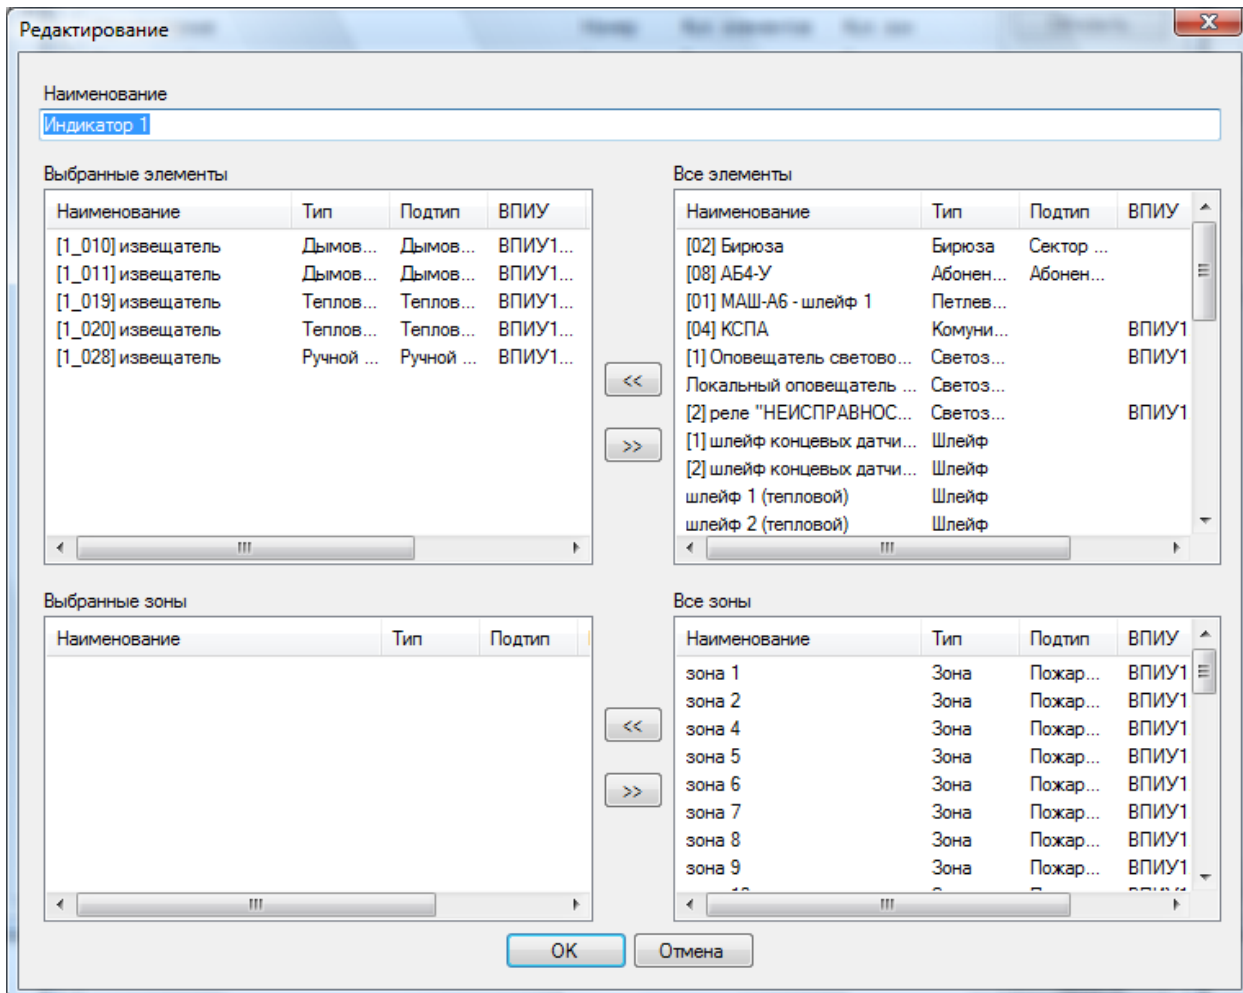 Редактирование
Наименование
Индикатор 1
Выбранные элементы
Наименование Тип Подтип ВПИУ
[1_010] извещатель Дымов... Дымов... ВПИУ1...
[1_011] извещатель Дымов... Дымов... ВПИУ1...
[1_019] извещатель Теплов... Теплов... ВПИУ1...
[1_020] извещатель Теплов... Теплов... ВПИУ1...
[1_028] извещатель Ручной ... Ручной ... ВПИУ1...
<<
>>
Все элементы
Наименование Тип Подтип ВПИУ
[02] Бирюза Бирюза Сектор ...
[08] АБ4-У Абонен... Абонен...
[01] МАШ-А6 - шлейф 1 Петлев...
[04] КСПА Комуни... ВПИУ1
[1] Оповещатель светово... Светоз... ВПИУ1
Локальный оповещатель ... Светоз...
[2] реле "НЕИСПРАВНОС... Светоз... ВПИУ1
[1] шлейф концевых датчи... Шлейф
[2] шлейф концевых датчи... Шлейф
шлейф 1 (тепловой) Шлейф
шлейф 2 (тепловой) Шлейф
Выбранные зоны
Наименование Тип Подтип
<<
>>
Все зоны
Наименование Тип Подтип ВПИУ
зона 1 Зона Пожар... ВПИУ1
зона 2 Зона Пожар... ВПИУ1
зона 4 Зона Пожар... ВПИУ1
зона 5 Зона Пожар... ВПИУ1
зона 6 Зона Пожар... ВПИУ1
зона 7 Зона Пожар... ВПИУ1
зона 8 Зона Пожар... ВПИУ1
зона 9 Зона Пожар... ВПИУ1
OK Отмена